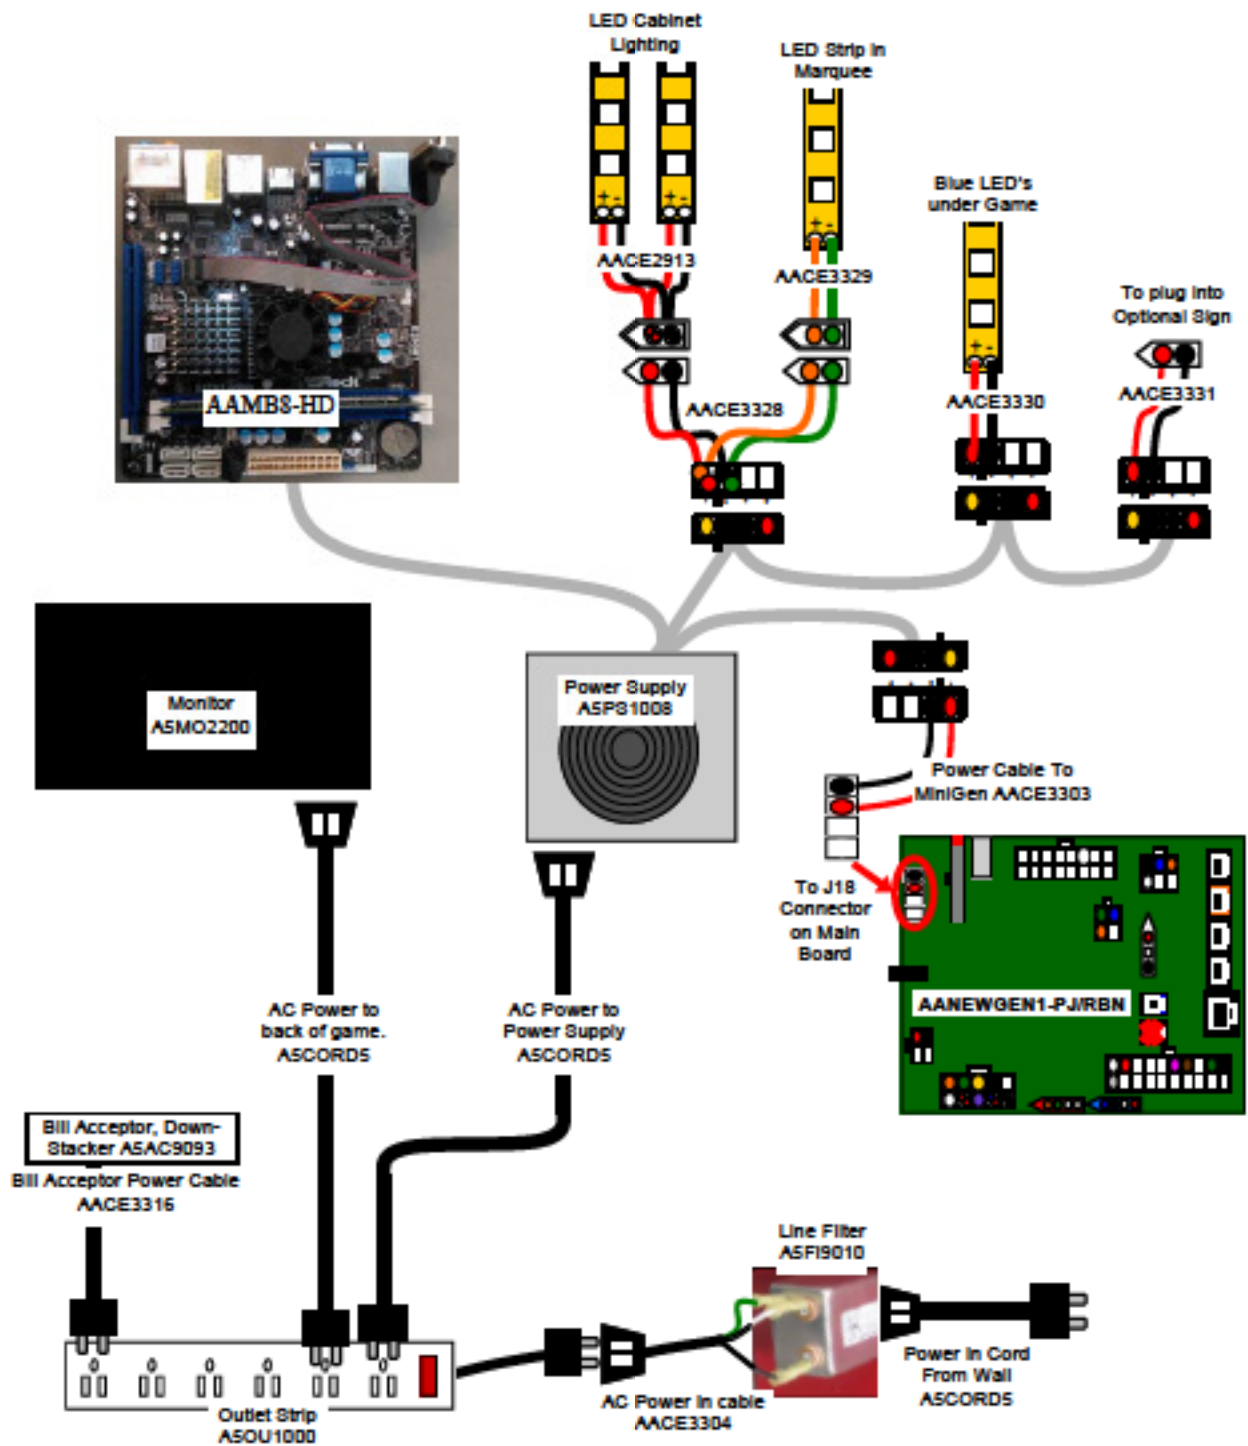 LED Cabinet
Lighting
LED Strip in
Marquee
Blue LED's
under Game
To plug into
Optional Sign
+ -
+ -
+ -
+ -
AACE2913
AACE3329
AACE3328
AACE3330
AACE3331
AAMB8-HD
Monitor
A5MO2200
Power Supply
A5PS1008
Power Cable To
MiniGen AACE3303
To J18
Connector
on Main
Board
AANEWGEN1-PJ/RBN
AC Power to
back of game.
A5CORD5
AC Power to
Power Supply
A5CORD5
Bill Acceptor, Down-
Stacker A5AC9093
Bill Acceptor Power Cable
AACE3316
Line Filter
A5FI9010
Power In Cord
From Wall
A5CORD5
AC Power in cable
AACE3304
Outlet Strip
A5OU1000